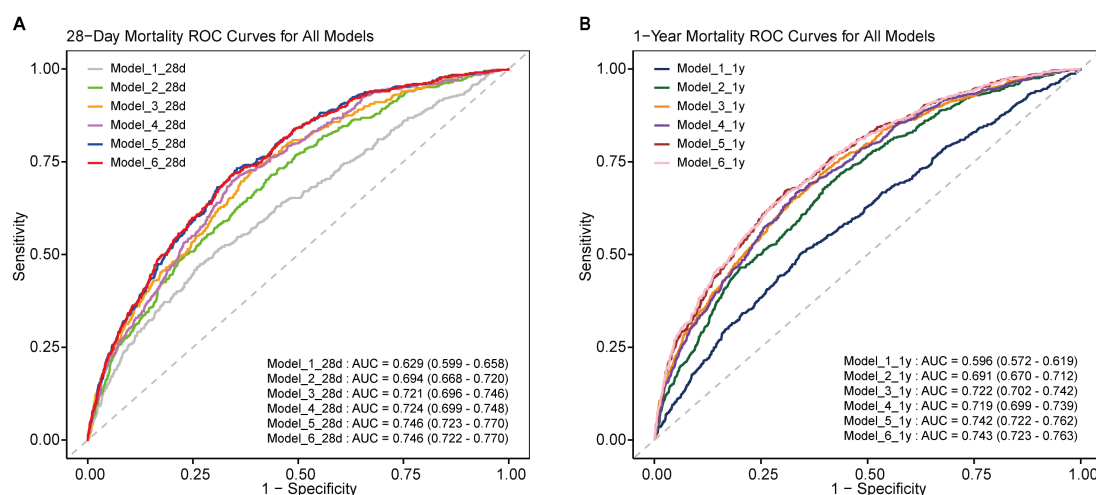 A
28−Day Mortality ROC Curves for All Models
1.00
0.75
0.50
0.25
0.00
Sensitivity
Model_1_28d
Model_2_28d
Model_3_28d
Model_4_28d
Model_5_28d
Model_6_28d
Model_1_28d : AUC = 0.629 (0.599 - 0.658)
Model_2_28d : AUC = 0.694 (0.668 - 0.720)
Model_3_28d : AUC = 0.721 (0.696 - 0.746)
Model_4_28d : AUC = 0.724 (0.699 - 0.748)
Model_5_28d : AUC = 0.746 (0.723 - 0.770)
Model_6_28d : AUC = 0.746 (0.722 - 0.770)
0.00 0.25 0.50 0.75 1.00
1 − Specificity
B
1−Year Mortality ROC Curves for All Models
1.00
0.75
0.50
0.25
0.00
Sensitivity
Model_1_1y
Model_2_1y
Model_3_1y
Model_4_1y
Model_5_1y
Model_6_1y
Model_1_1y : AUC = 0.596 (0.572 - 0.619)
Model_2_1y : AUC = 0.691 (0.670 - 0.712)
Model_3_1y : AUC = 0.722 (0.702 - 0.742)
Model_4_1y : AUC = 0.719 (0.699 - 0.739)
Model_5_1y : AUC = 0.742 (0.722 - 0.762)
Model_6_1y : AUC = 0.743 (0.723 - 0.763)
0.00 0.25 0.50 0.75 1.00
1 − Specificity